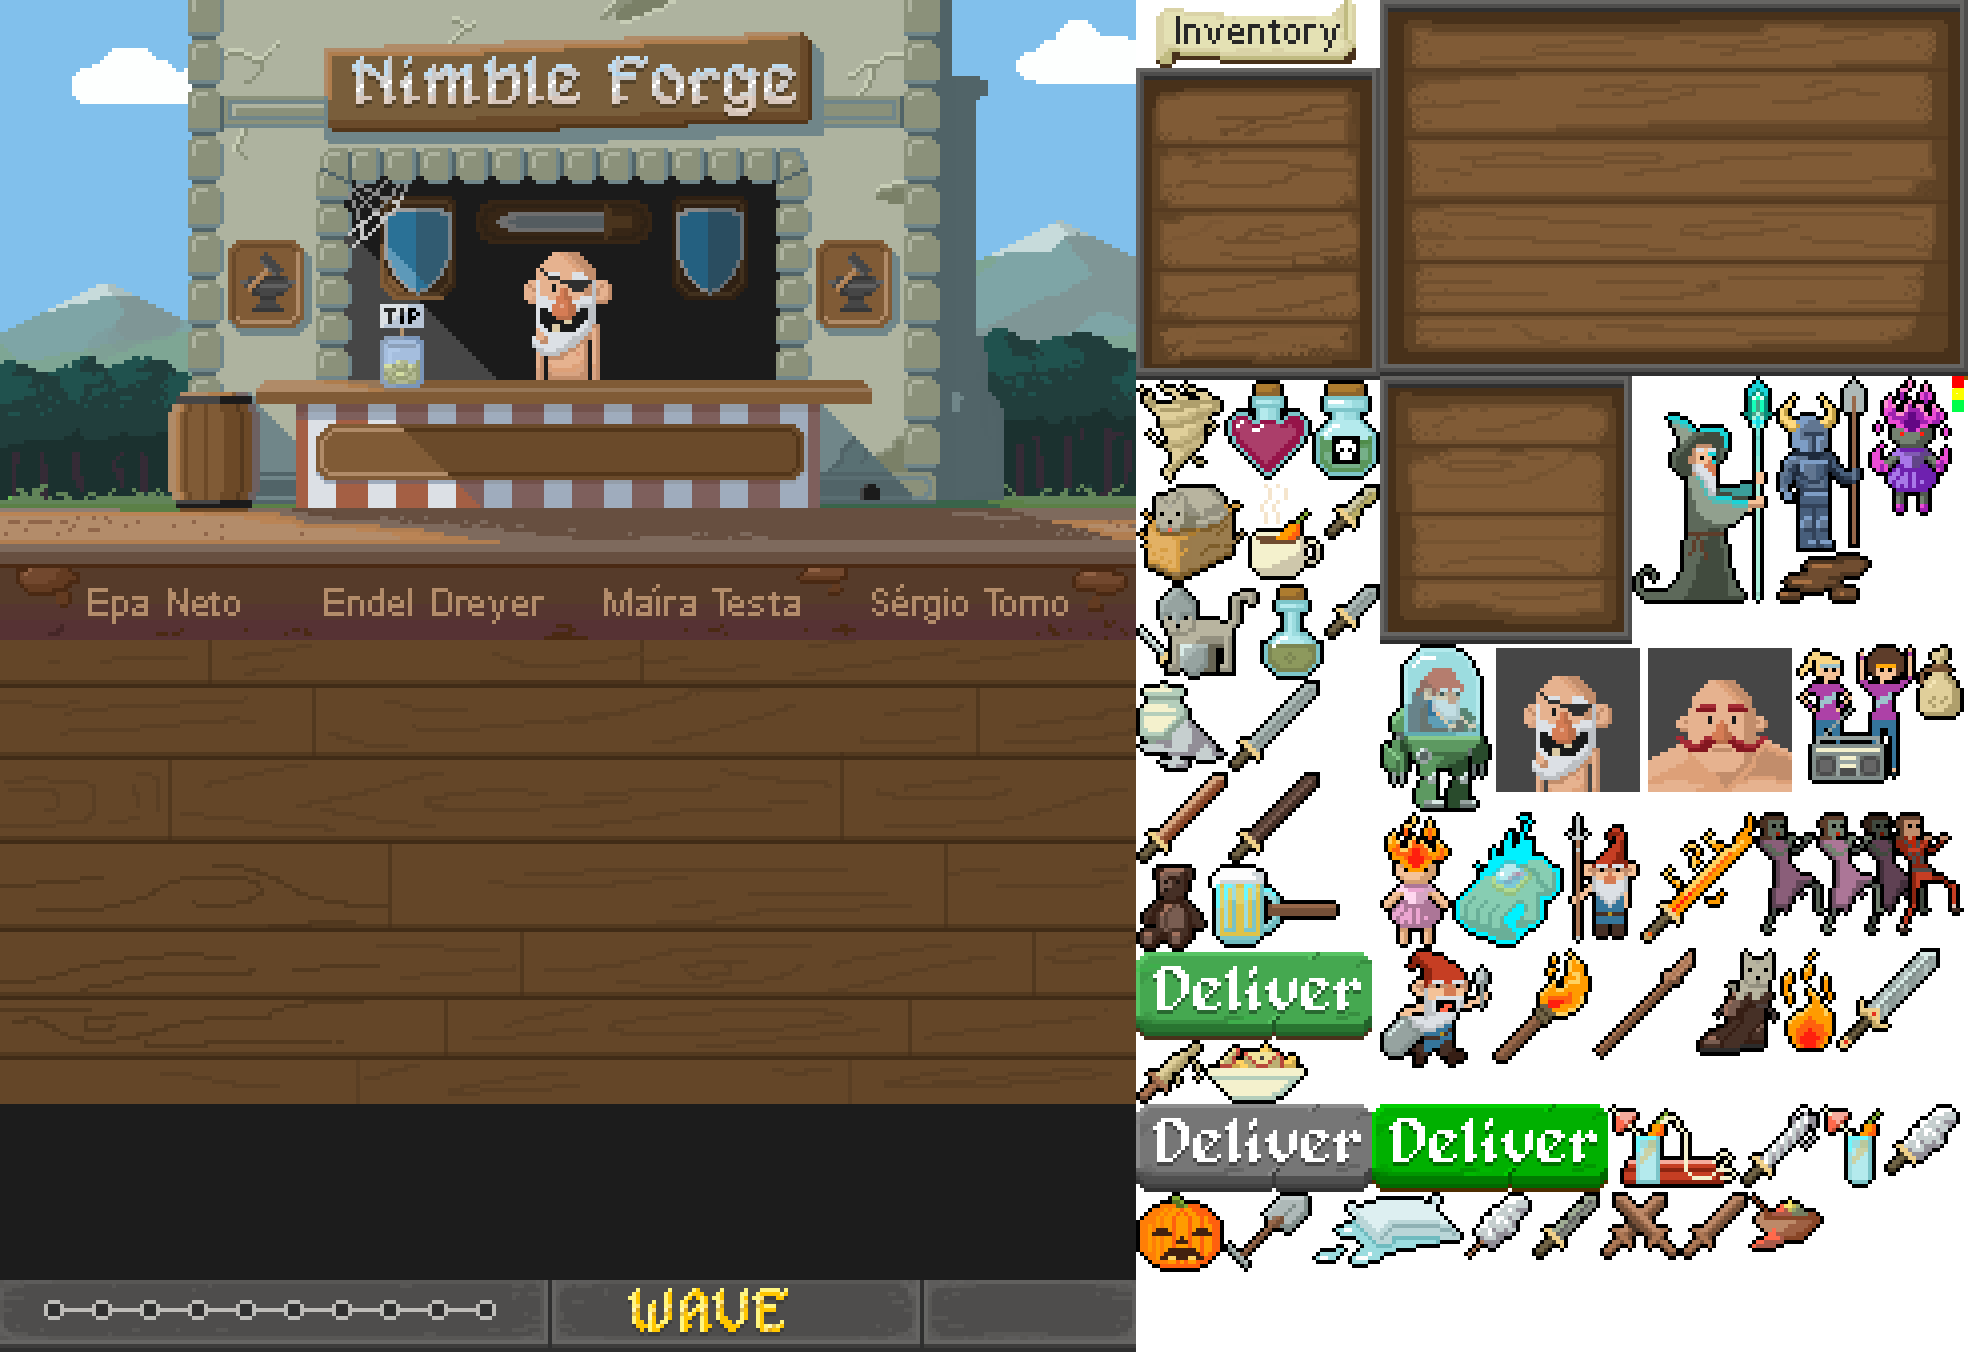 Nimble Forge
TIP
Epa Neto
Endel Dreyer
Maíra Testa
Sérgio Tomo
WAVE
Inventory
Deliver
Deliver
Deliver